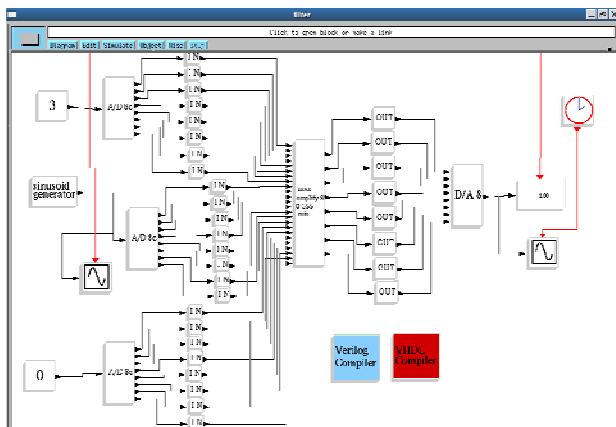 Click to open block or make a link
Diagram Edit Simulate Object Misc
3
A/D 8c
IN
IN
IN
IN
IN
IN
IN
IN
sinusoid
generator
A/D 8c
IN
IN
IN
IN
IN
IN
IN
IN
0
A/D 8c
IN
IN
IN
IN
IN
IN
IN
IN
OUT
OUT
OUT
OUT
OUT
OUT
OUT
OUT
D/A 8
Verilog
Compiler
VHDL
Compiler